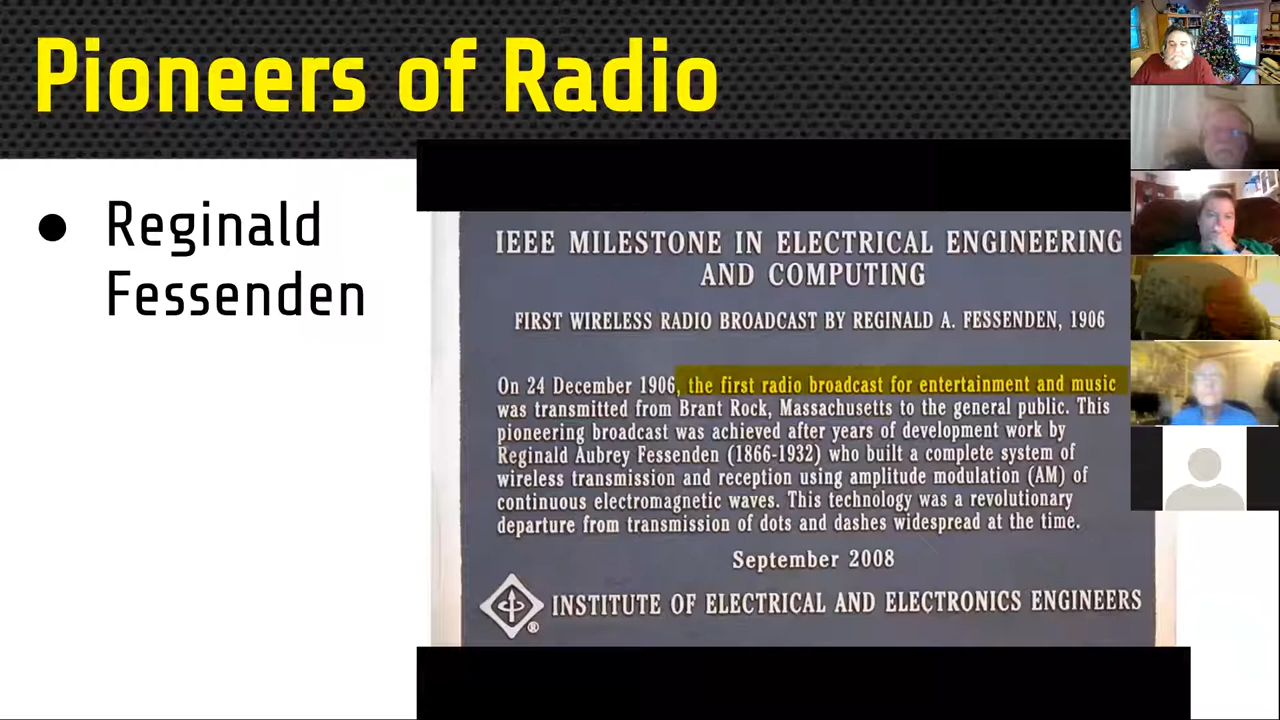 Pioneers of Radio
● Reginald
Fessenden
IEEE MILESTONE IN ELECTRICAL ENGINEERING
AND COMPUTING
FIRST WIRELESS RADIO BROADCAST BY REGINALD A. FESSENDEN, 1906
On 24 December 1906, the first radio broadcast for entertainment and music
was transmitted from Brant Rock, Massachusetts to the general public. This
pioneering broadcast was achieved after years of development work by
Reginald Aubrey Fessenden (1866-1932) who built a complete system of
wireless transmission and reception using amplitude modulation (AM) of
continuous electromagnetic waves. This technology was a revolutionary
departure from transmission of dots and dashes widespread at the time.
September 2008
INSTITUTE OF ELECTRICAL AND ELECTRONICS ENGINEERS
®